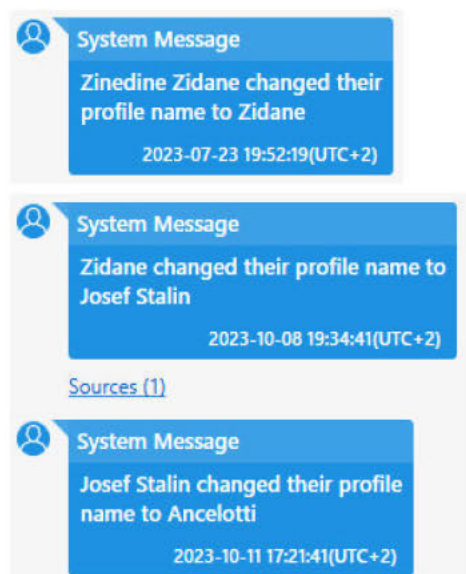 System Message
Zinedine Zidane changed their
profile name to Zidane
2023-07-23 19:52:19(UTC+2)
System Message
Zidane changed their profile name to
Josef Stalin
2023-10-08 19:34:41(UTC+2)
Sources (1)
System Message
Josef Stalin changed their profile
name to Ancelotti
2023-10-11 17:21:41(UTC+2)